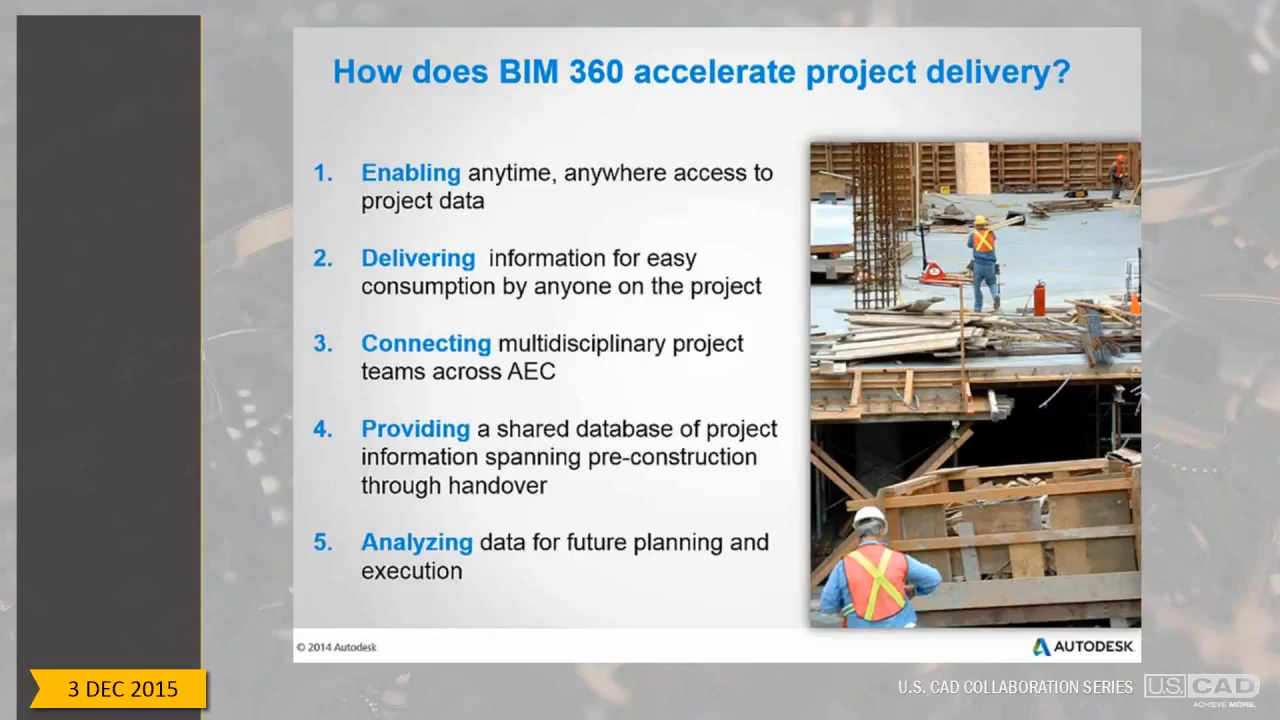 How does BIM 360 accelerate project delivery?
1. Enabling anytime, anywhere access to
project data
2. Delivering information for easy
consumption by anyone on the project
3. Connecting multidisciplinary project
teams across AEC
4. Providing a shared database of project
information spanning pre-construction
through handover
5. Analyzing data for future planning and
execution
© 2014 Autodesk
AUTODESK.
3 DEC 2015
U.S. CAD COLLABORATION SERIES
U.S. CAD
ACHIEVE MORE.